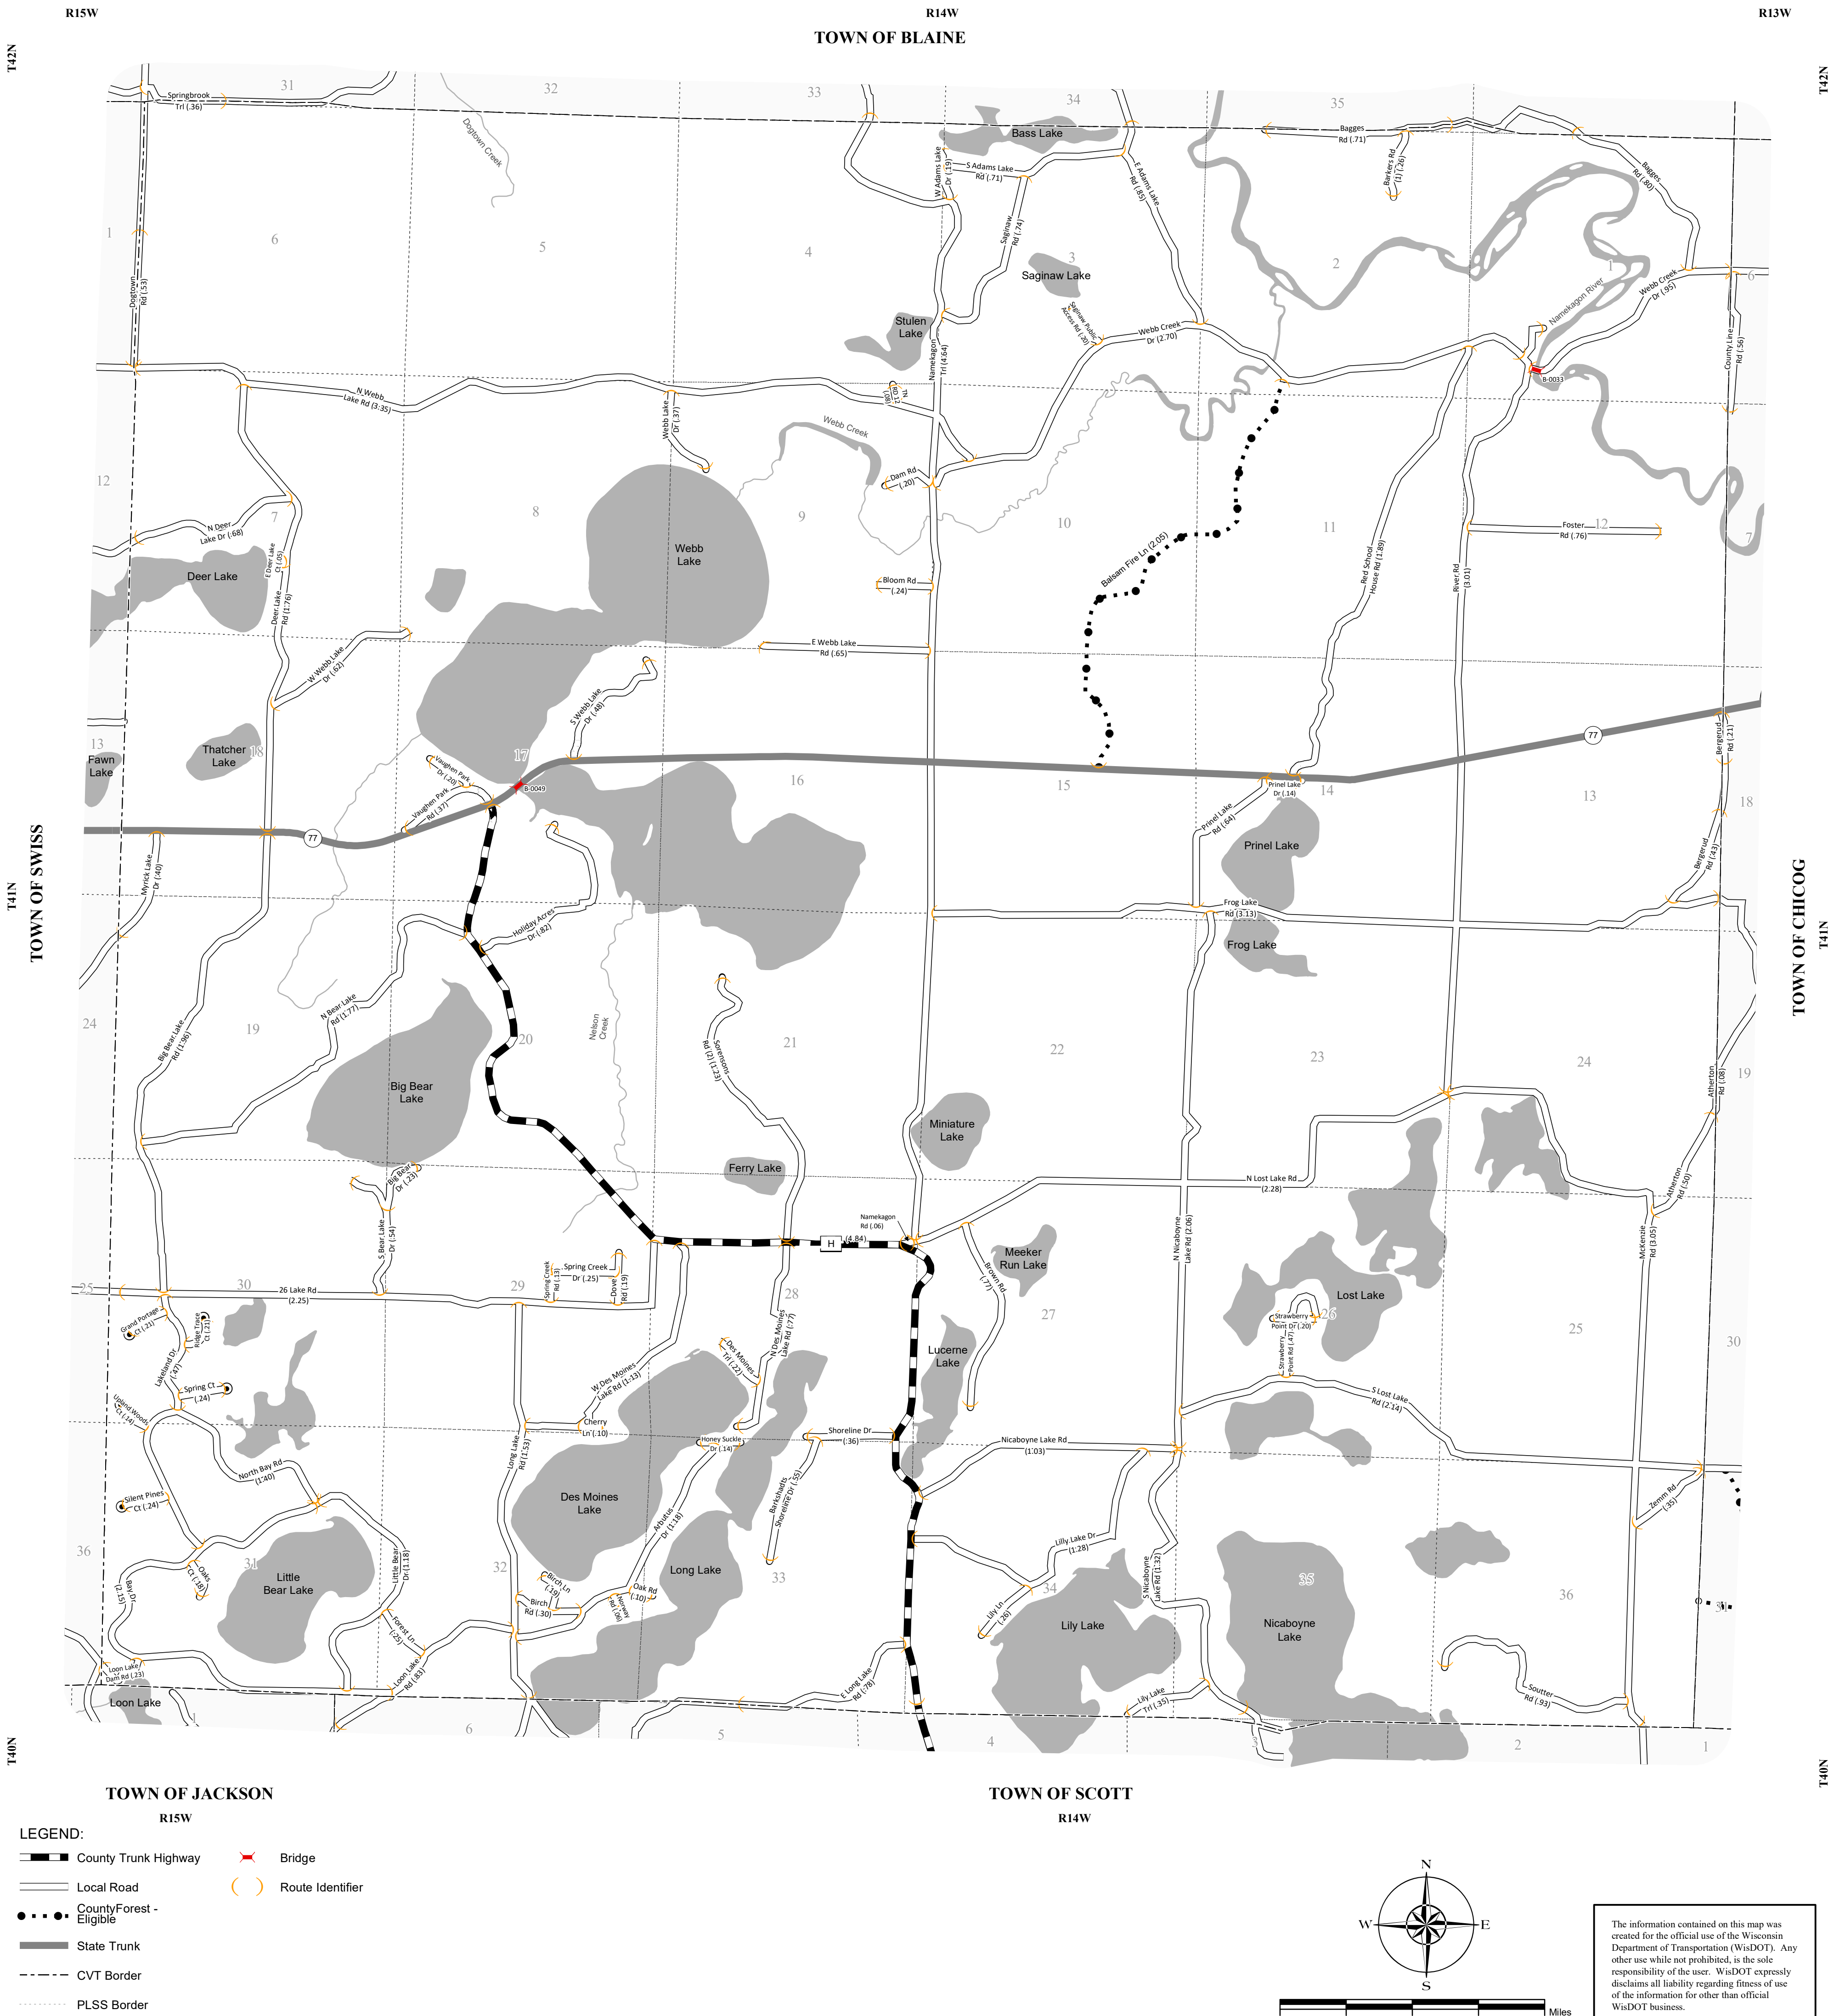 R15W
R14W
R13W
TOWN OF BLAINE
T42N
T42N
31
32
33
34
35
Springbrook
Trl (.36)
Dogtown Creek
Bass Lake
Bagges
Rd (.71)
Barkers Rd
(1) (.26)
Bagges
Rd (.80)
W Adams Lake
Dr (.19)
S Adams Lake
Rd (.71)
E Adams Lake
Rd (.85)
Saginaw
Rd (.74)
1
6
5
4
3
2
1
6
Saginaw Lake
Dogtown
Rd (.53)
Stulen
Lake
Saginaw Public
Access Rd (.20)
Webb Creek
Dr (2.70)
Namekagon River
Webb Creek
Dr (.95)
Namekagon
Trl (4.64)
County Line
Rd (.56)
B-0033
N Webb
Lake Rd (3.35)
TN
RD 12
(.08)
Webb Lake
Dr (.37)
Webb Creek
Dam Rd
(.20)
12
7
8
9
10
11
12
7
N Deer
Lake Dr (.68)
Deer Lake
E Deer Lake
Ct (.05)
Deer Lake
Rd (1.76)
Webb
Lake
Bloom Rd
(.24)
Balsam Fire Ln (2.05)
Red School
House Rd (1.89)
River Rd
(3.01)
Foster
Rd (.76)
W Webb Lake
Dr (.62)
E Webb Lake
Rd (.65)
S Webb Lake
Dr (.48)
13
Fawn
Lake
Thatcher
Lake
18
17
16
15
14
13
18
77
Bergerud
Rd (.21)
Vaughen Park
Dr (.20)
B-0049
Vaughen Park
Rd (.37)
77
Prinel Lake
Dr (.14)
Prinel Lake
Rd (.64)
Prinel Lake
Bergerud
Rd (.43)
Myrick Lake
Dr (.40)
TOWN OF SWISS
T41N
TOWN OF CHICOG
T41N
Holiday Acres
Dr (.82)
Frog Lake
Rd (3.13)
Frog Lake
N Bear Lake
Rd (1.77)
Big Bear Lake
Rd (1.96)
Nelson
Creek
Sorensons
Rd (2) (1.23)
24
19
20
21
22
23
24
19
Big Bear
Lake
Atherton
Rd (.08)
Miniature
Lake
Ferry Lake
Big Bear
Dr (.23)
N Lost Lake Rd
(2.28)
Atherton
Rd (.50)
S Bear Lake
Dr (.54)
Namekagon
Rd (.06)
H
(4.84)
N Nicaboyne
Lake Rd (2.06)
McKenzie
Rd (3.05)
Meeker
Run Lake
Brown Rd
(.77)
Spring Creek
Rd (.13)
Spring Creek
Dr (.25)
Dove
Rd (.19)
25
30
29
28
27
26
25
30
26 Lake Rd
(2.25)
Lost Lake
Grand Portage
Ct (.21)
Ridge Trace
Ct (.21)
Strawberry
Point Dr (.20)
Strawberry
Point Rd (.47)
N Des Moines
Lake Rd (.77)
Des Moines
Trl (.22)
Lucerne
Lake
Lakeland Dr
(.47)
Spring Ct
(.24)
W Des Moines
Lake Rd (1.13)
S Lost Lake
Rd (2.14)
Upland Woods
Ct (.14)
Cherry
Ln (.10)
Long Lake
Rd (1.53)
Honey Suckle
Dr (.14)
Shoreline Dr
(.36)
Nicaboyne Lake Rd
(1.03)
North Bay Rd
(1.40)
Barkshadts
Shoreline Dr (.55)
Silent Pines
Ct (.24)
Des Moines
Lake
Arbutus
Dr (1.18)
Zemm Rd
(.35)
Lilly Lake Dr
(1.28)
36
31
32
33
34
35
36
31
Oaks
Ct (.18)
Little
Bear Lake
Little Bear
Dr (1.18)
Bay Dr
(2.15)
Long Lake
S Nicaboyne
Lake Rd (1.32)
Birch Ln
(.19)
Birch
Rd (.30)
Oak Rd
(.10)
Norway
Rd (.06)
Lily Ln
(.26)
Lily Lake
Nicaboyne
Lake
Forest Ln
(.25)
Loon Lake
Dam Rd (.23)
Loon Lake
Rd (.83)
E Long Lake
Rd (.78)
Lily Lake
Trl (.35)
Soutter
Rd (.93)
Loon Lake
1
6
5
4
3
2
1
T40N
T40N
TOWN OF JACKSON
TOWN OF SCOTT
R15W
R14W
LEGEND:
County Trunk Highway
Bridge
Local Road
Route Identifier
CountyForest -
Eligible
State Trunk
CVT Border
PLSS Border
N
W
E
S
Miles
The information contained on this map was
created for the official use of the Wisconsin
Department of Transportation (WisDOT). Any
other use while not prohibited, is the sole
responsibility of the user. WisDOT expressly
disclaims all liability regarding fitness of use
of the information for other than official
WisDOT business.